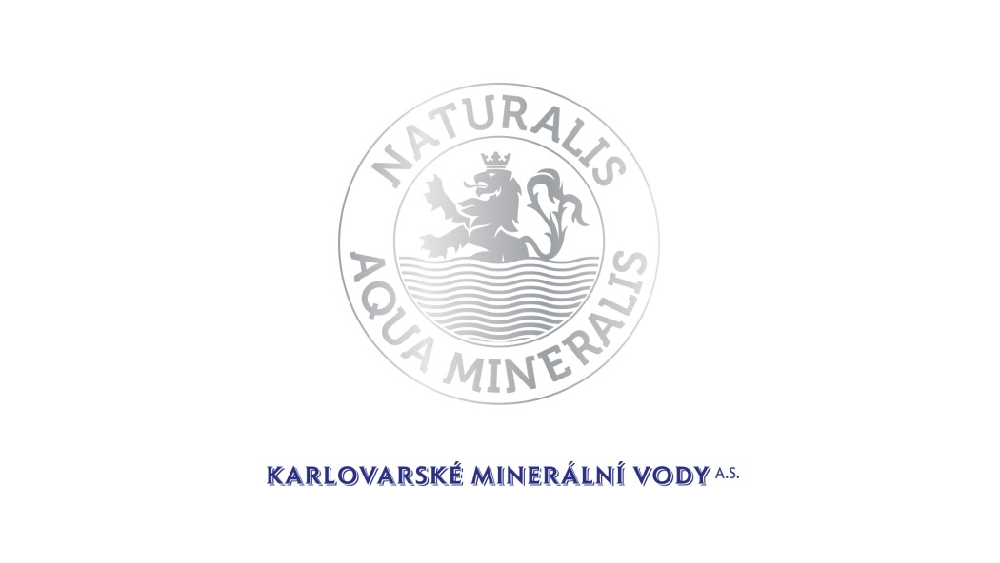 NATURALIS
AQUA MINERALIS
KARLOVARSKÉ MINERÁLNÍ VODY A.S.